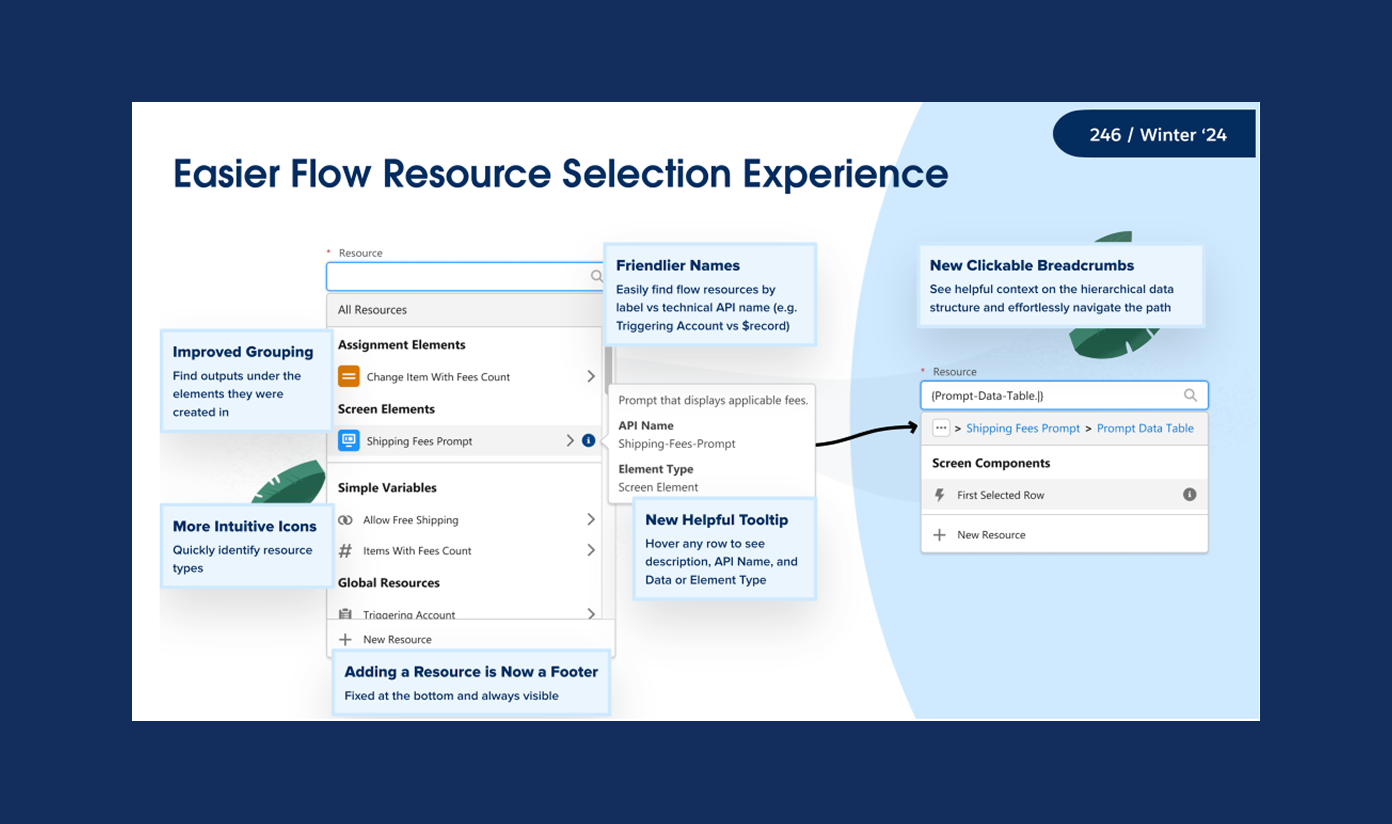 246 / Winter ‘24
Easier Flow Resource Selection Experience
* Resource
All Resources
Assignment Elements
Change Item With Fees Count
Screen Elements
Shipping Fees Prompt
Simple Variables
Allow Free Shipping
Items With Fees Count
Global Resources
Triggering Account
New Resource
Improved Grouping
Find outputs under the
elements they were
created in
More Intuitive Icons
Quickly identify resource
types
Adding a Resource is Now a Footer
Fixed at the bottom and always visible
Friendlier Names
Easily find flow resources by
label vs technical API name (e.g.
Triggering Account vs $record)
Prompt that displays applicable fees.
API Name
Shipping-Fees-Prompt
Element Type
Screen Element
New Helpful Tooltip
Hover any row to see
description, API Name, and
Data or Element Type
New Clickable Breadcrumbs
See helpful context on the hierarchical data
structure and effortlessly navigate the path
* Resource
{Prompt-Data-Table.|}
... > Shipping Fees Prompt > Prompt Data Table
Screen Components
First Selected Row
New Resource